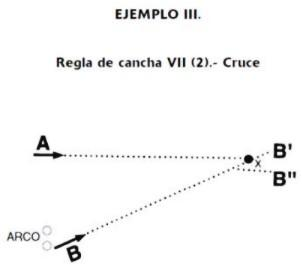 EJEMPLO III.
Regla de cancha VII (2).- Cruce
A
B'
x
B"
ARCO
B